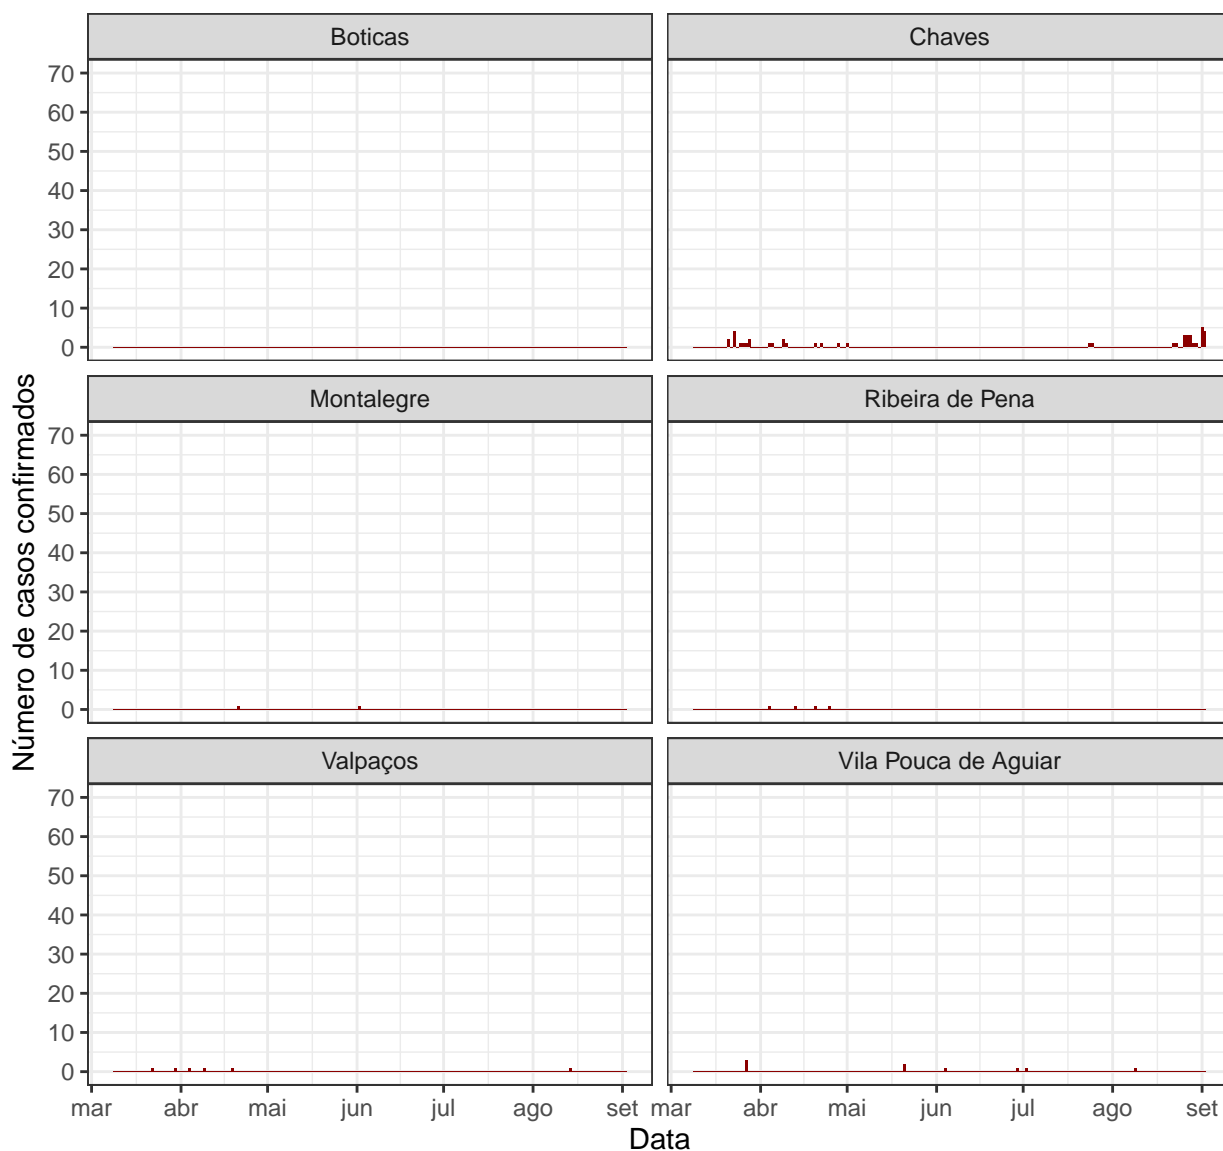 Boticas
Chaves
70
60
50
40
30
20
10
0
Montalegre
Ribeira de Pena
70
60
50
40
30
20
10
0
Valpaços
Vila Pouca de Aguiar
70
60
50
40
30
20
10
0
mar abr mai jun jul ago set
mar abr mai jun jul ago set
Data
Número de casos confirmados